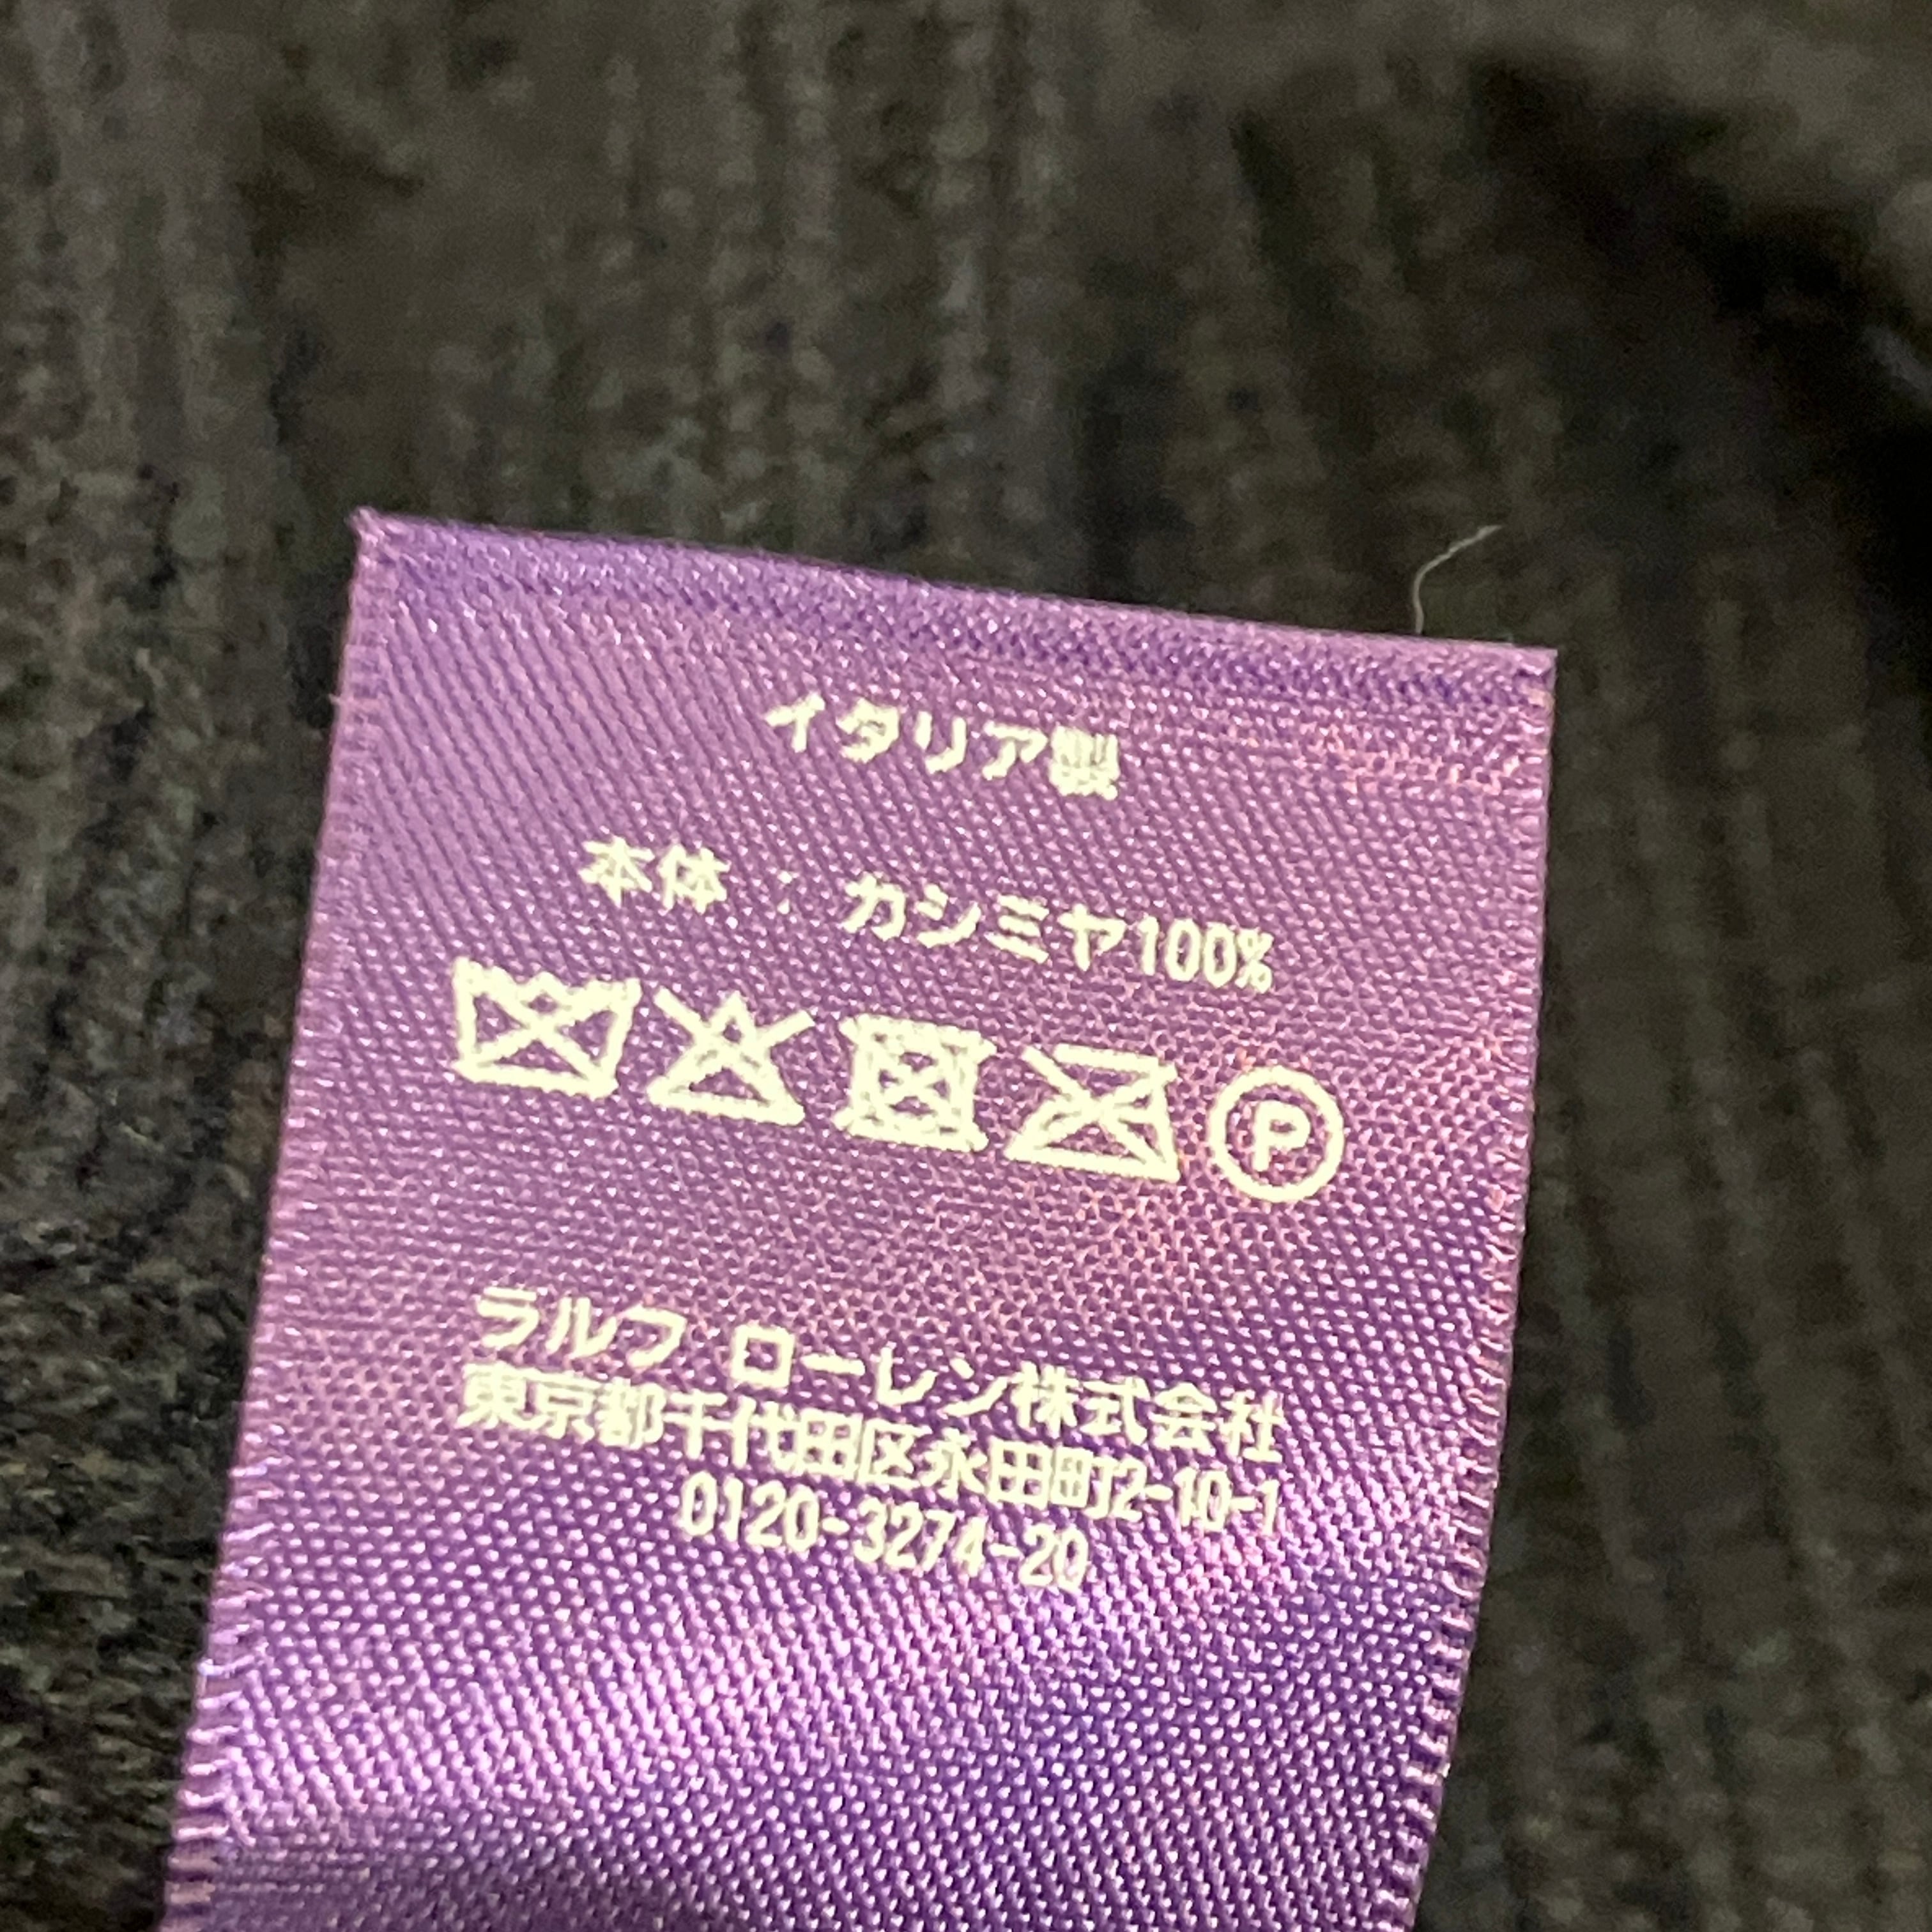 イタリア製
本体 : カシミヤ100%
P
ラルフ ローレン株式会社
東京都千代田区永田町2-10-1
0120-3274-20